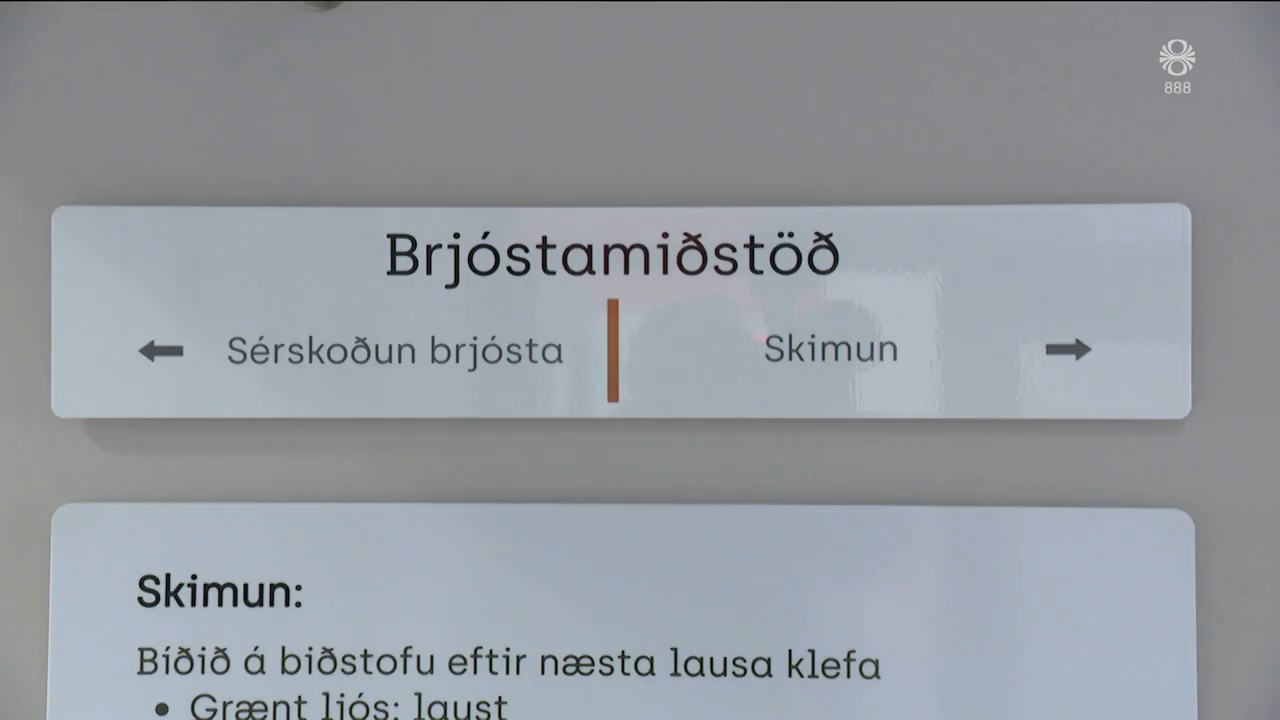 888
Brjóstamiðstöð
← Sérskoðun brjósta Skimun →
Skimun:
Bíðið á biðstofu eftir næsta lausa klefa
• Grænt ljós: laust